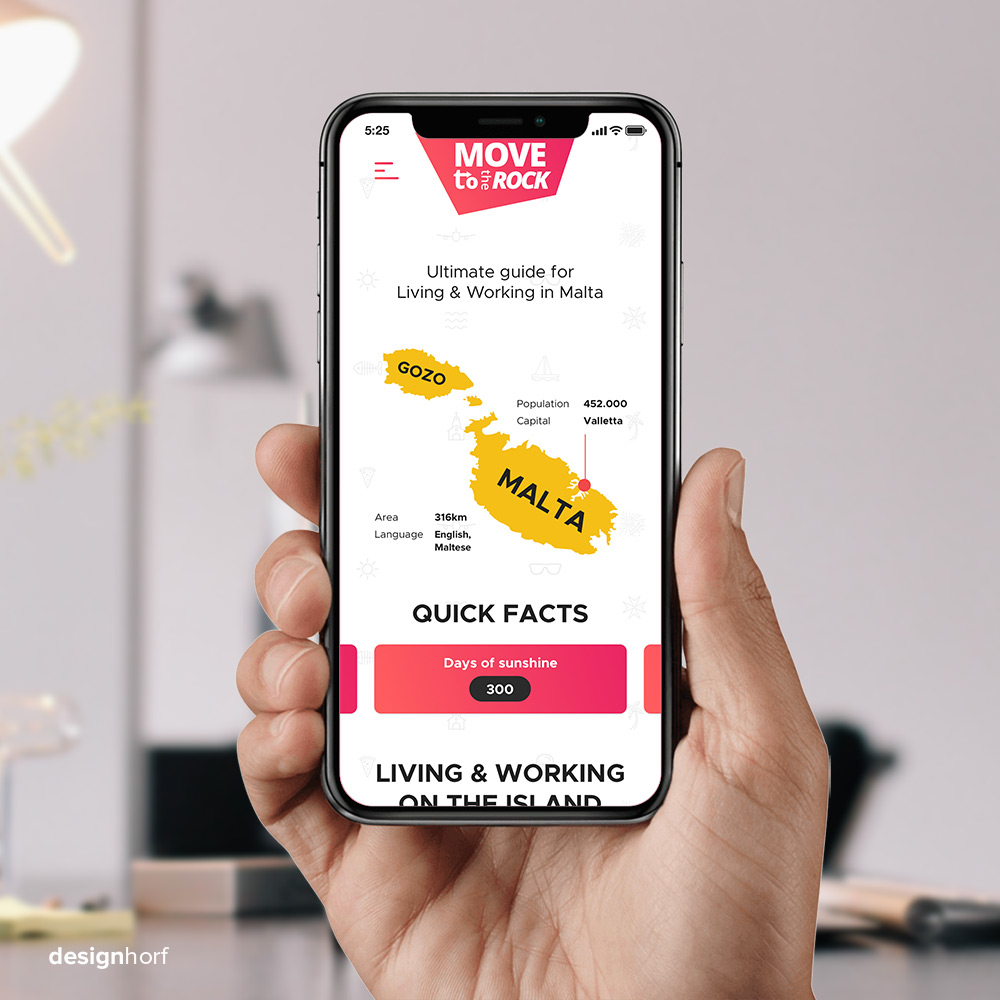 5:25
MOVE
to the ROCK
Ultimate guide for
Living & Working in Malta
GOZO
Population 452.000
Capital Valletta
MALTA
Area 316km
Language English,
Maltese
QUICK FACTS
Days of sunshine
300
LIVING & WORKING
ON THE ISLAND
designhorf